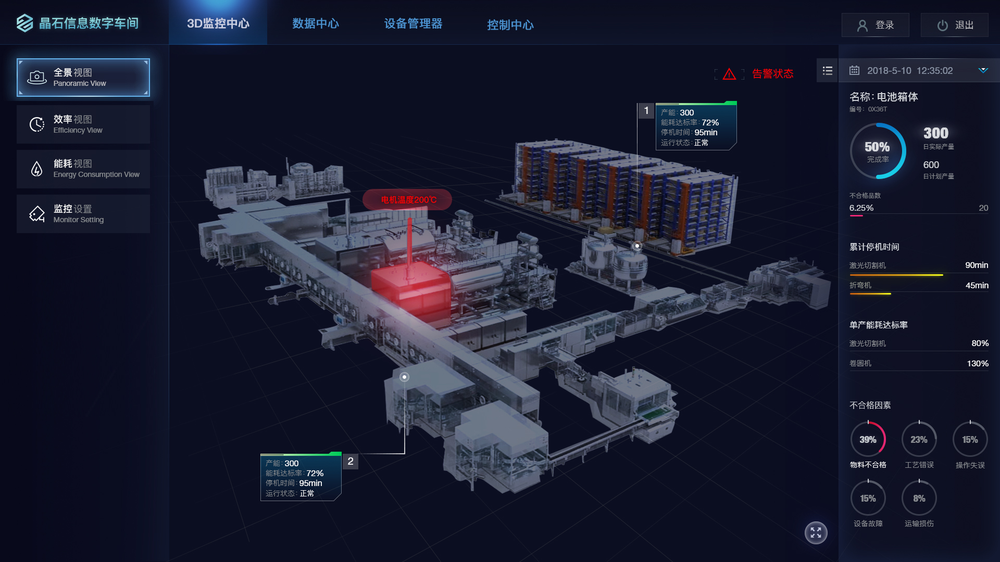 晶石信息数字车间
3D监控中心
数据中心
设备管理器
控制中心
登录
退出
全景视图
Panoramic View
效率视图
Efficiency View
能耗视图
Energy Consumption View
监控设置
Monitor Setting
告警状态
1
产能:300
能耗达标率:72%
停机时间:95min
运行状态:正常
电机温度200℃
产能:300
能耗达标率:72%
停机时间:95min
运行状态:正常
2
2018-5-10 12:35:02
名称:电池箱体
编号: 0X36T
50%
完成率
300
日实际产量
600
日计划产量
不合格品数
6.25% 20
累计停机时间
激光切割机 90min
折弯机 45min
单产能耗达标率
激光切割机 80%
卷圆机 130%
不合格因素
39% 23% 15%
物料不合格 工艺错误 操作失误
15% 8%
设备故障 运输损伤